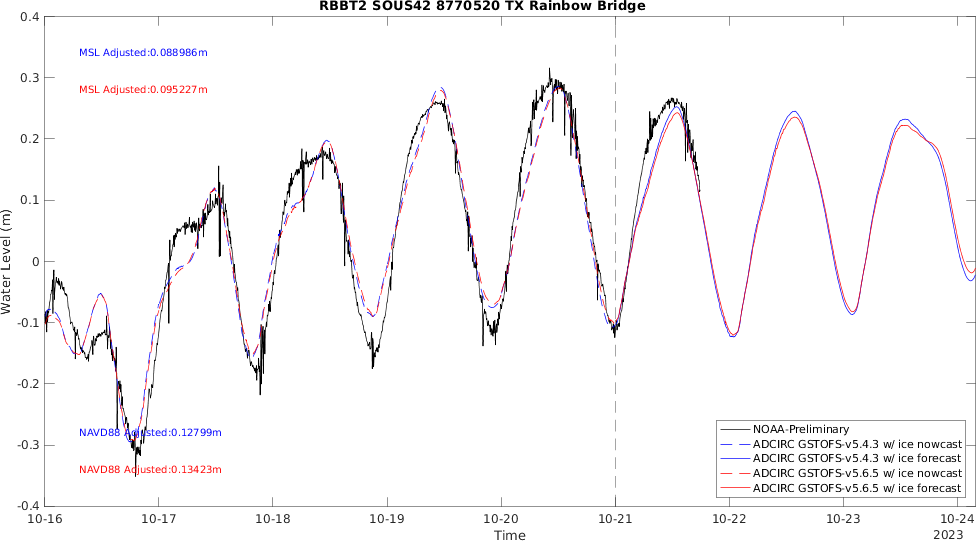 RBBT2 SOUS42 8770520 TX Rainbow Bridge
0.4
MSL Adjusted:0.088986m
0.3
MSL Adjusted:0.095227m
0.2
0.1
0
Water Level (m)
-0.1
-0.2
NAVD88 Adjusted:0.12799m
-0.3
NAVD88 Adjusted:0.13423m
-0.4
NOAA-Preliminary
ADCIRC GSTOFS-v5.4.3 w/ ice nowcast
ADCIRC GSTOFS-v5.4.3 w/ ice forecast
ADCIRC GSTOFS-v5.6.5 w/ ice nowcast
ADCIRC GSTOFS-v5.6.5 w/ ice forecast
10-16 10-17 10-18 10-19 10-20 10-21 10-22 10-23 10-24
Time
2023